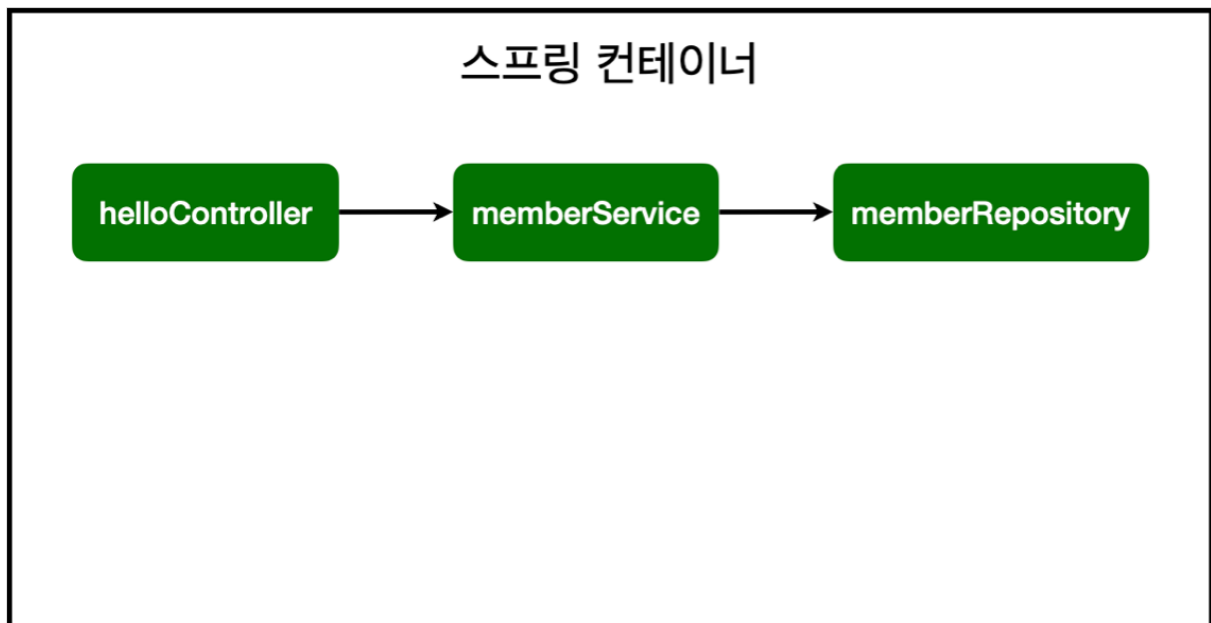 스프링 컨테이너
helloController
memberService
memberRepository